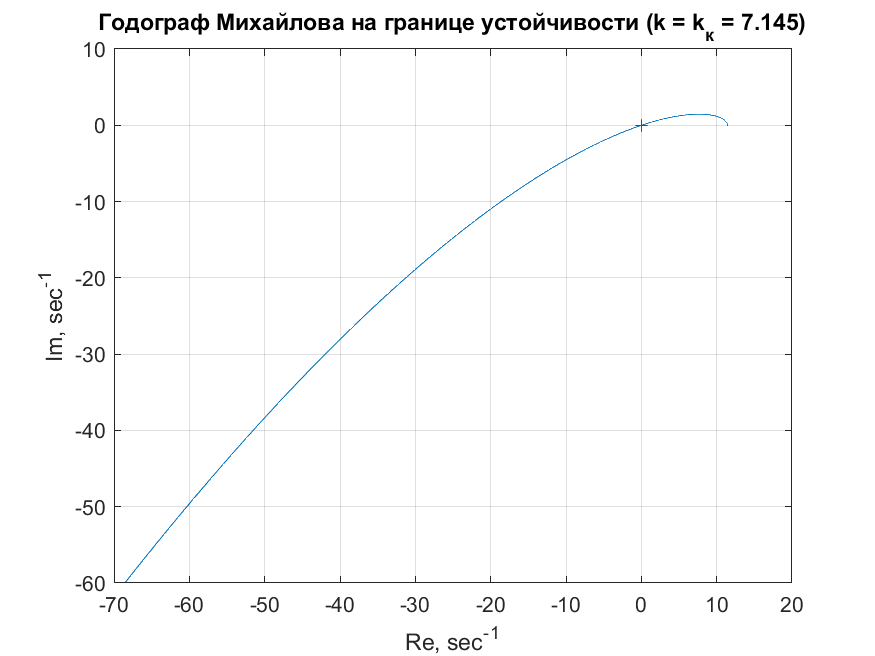 Годограф Михайлова на границе устойчивости (k = kк = 7.145)
10
0
-10
-20
-30
-40
-50
-60
Im, sec-1
-70 -60 -50 -40 -30 -20 -10 0 10 20
Re, sec-1